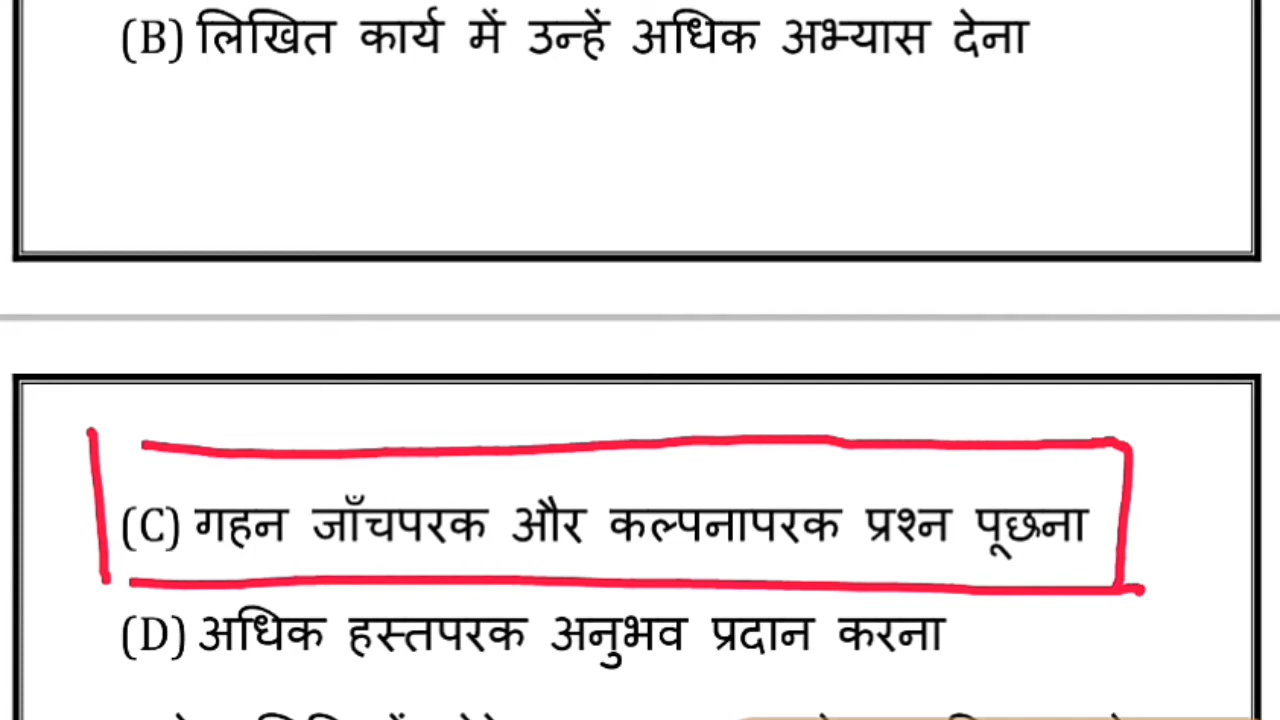 (B) लिखित कार्य में उन्हें अधिक अभ्यास देना
(C) गहन जाँचपरक और कल्पनापरक प्रश्न पूछना
(D) अधिक हस्तपरक अनुभव प्रदान करना